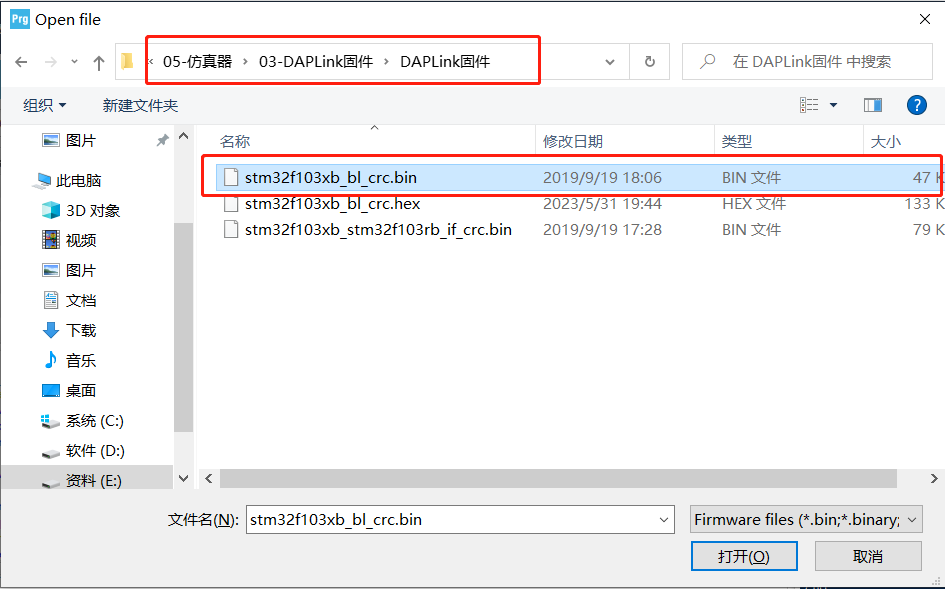 Prg Open file
« 05-仿真器 › 03-DAPLink固件 › DAPLink固件
在 DAPLink固件 中搜索
组织 新建文件夹
名称 修改日期 类型 大小
stm32f103xb_bl_crc.bin 2019/9/19 18:06 BIN 文件 47 K
stm32f103xb_bl_crc.hex 2023/5/31 19:44 HEX 文件 133 K
stm32f103xb_stm32f103rb_if_crc.bin 2019/9/19 17:28 BIN 文件 79 K
图片
此电脑
3D 对象
视频
图片
文档
下载
音乐
桌面
系统 (C:)
软件 (D:)
资料 (E:)
文件名(N): stm32f103xb_bl_crc.bin Firmware files (*.bin;*.binary;
打开(O) 取消